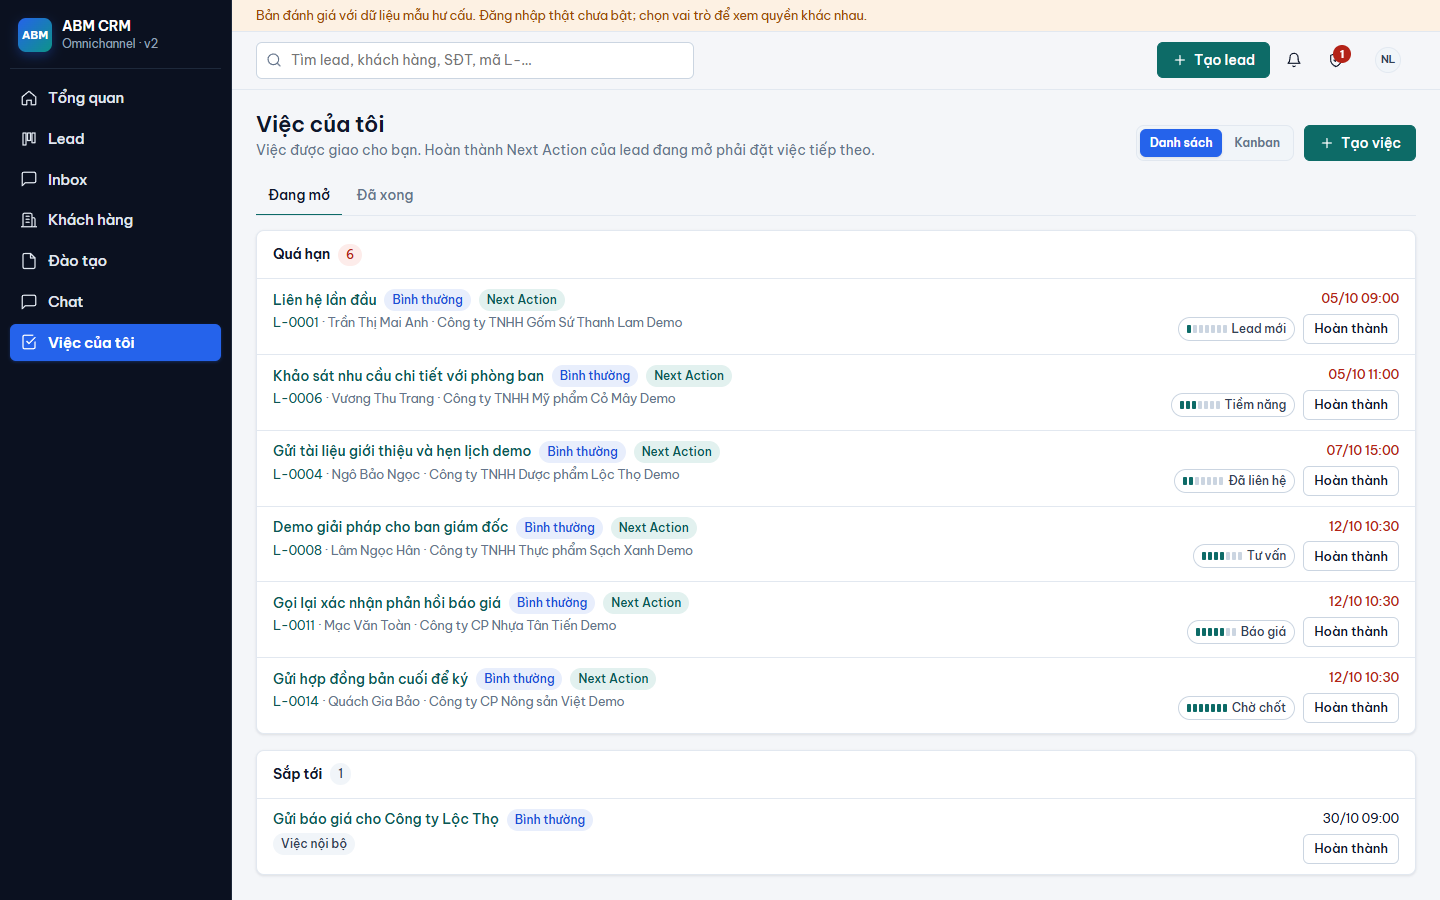 ABM
ABM CRM
Omnichannel · v2
Tổng quan
Lead
Inbox
Khách hàng
Đào tạo
Chat
Việc của tôi
Bản đánh giá với dữ liệu mẫu hư cấu. Đăng nhập thật chưa bật; chọn vai trò để xem quyền khác nhau.
Tìm lead, khách hàng, SĐT, mã L-...
Tạo lead
1
NL
Việc của tôi
Việc được giao cho bạn. Hoàn thành Next Action của lead đang mở phải đặt việc tiếp theo.
Danh sách
Kanban
Tạo việc
Đang mở
Đã xong
Quá hạn 6
Liên hệ lần đầu Bình thường Next Action
05/10 09:00
L-0001 · Trần Thị Mai Anh · Công ty TNHH Gốm Sứ Thanh Lam Demo
Lead mới Hoàn thành
Khảo sát nhu cầu chi tiết với phòng ban Bình thường Next Action
05/10 11:00
L-0006 · Vương Thu Trang · Công ty TNHH Mỹ phẩm Cỏ Mây Demo
Tiềm năng Hoàn thành
Gửi tài liệu giới thiệu và hẹn lịch demo Bình thường Next Action
07/10 15:00
L-0004 · Ngô Bảo Ngọc · Công ty TNHH Dược phẩm Lộc Thọ Demo
Đã liên hệ Hoàn thành
Demo giải pháp cho ban giám đốc Bình thường Next Action
12/10 10:30
L-0008 · Lâm Ngọc Hân · Công ty TNHH Thực phẩm Sạch Xanh Demo
Tư vấn Hoàn thành
Gọi lại xác nhận phản hồi báo giá Bình thường Next Action
12/10 10:30
L-0011 · Mạc Văn Toàn · Công ty CP Nhựa Tân Tiến Demo
Báo giá Hoàn thành
Gửi hợp đồng bản cuối để ký Bình thường Next Action
12/10 10:30
L-0014 · Quách Gia Bảo · Công ty CP Nông sản Việt Demo
Chờ chốt Hoàn thành
Sắp tới 1
Gửi báo giá cho Công ty Lộc Thọ Bình thường
30/10 09:00
Việc nội bộ
Hoàn thành